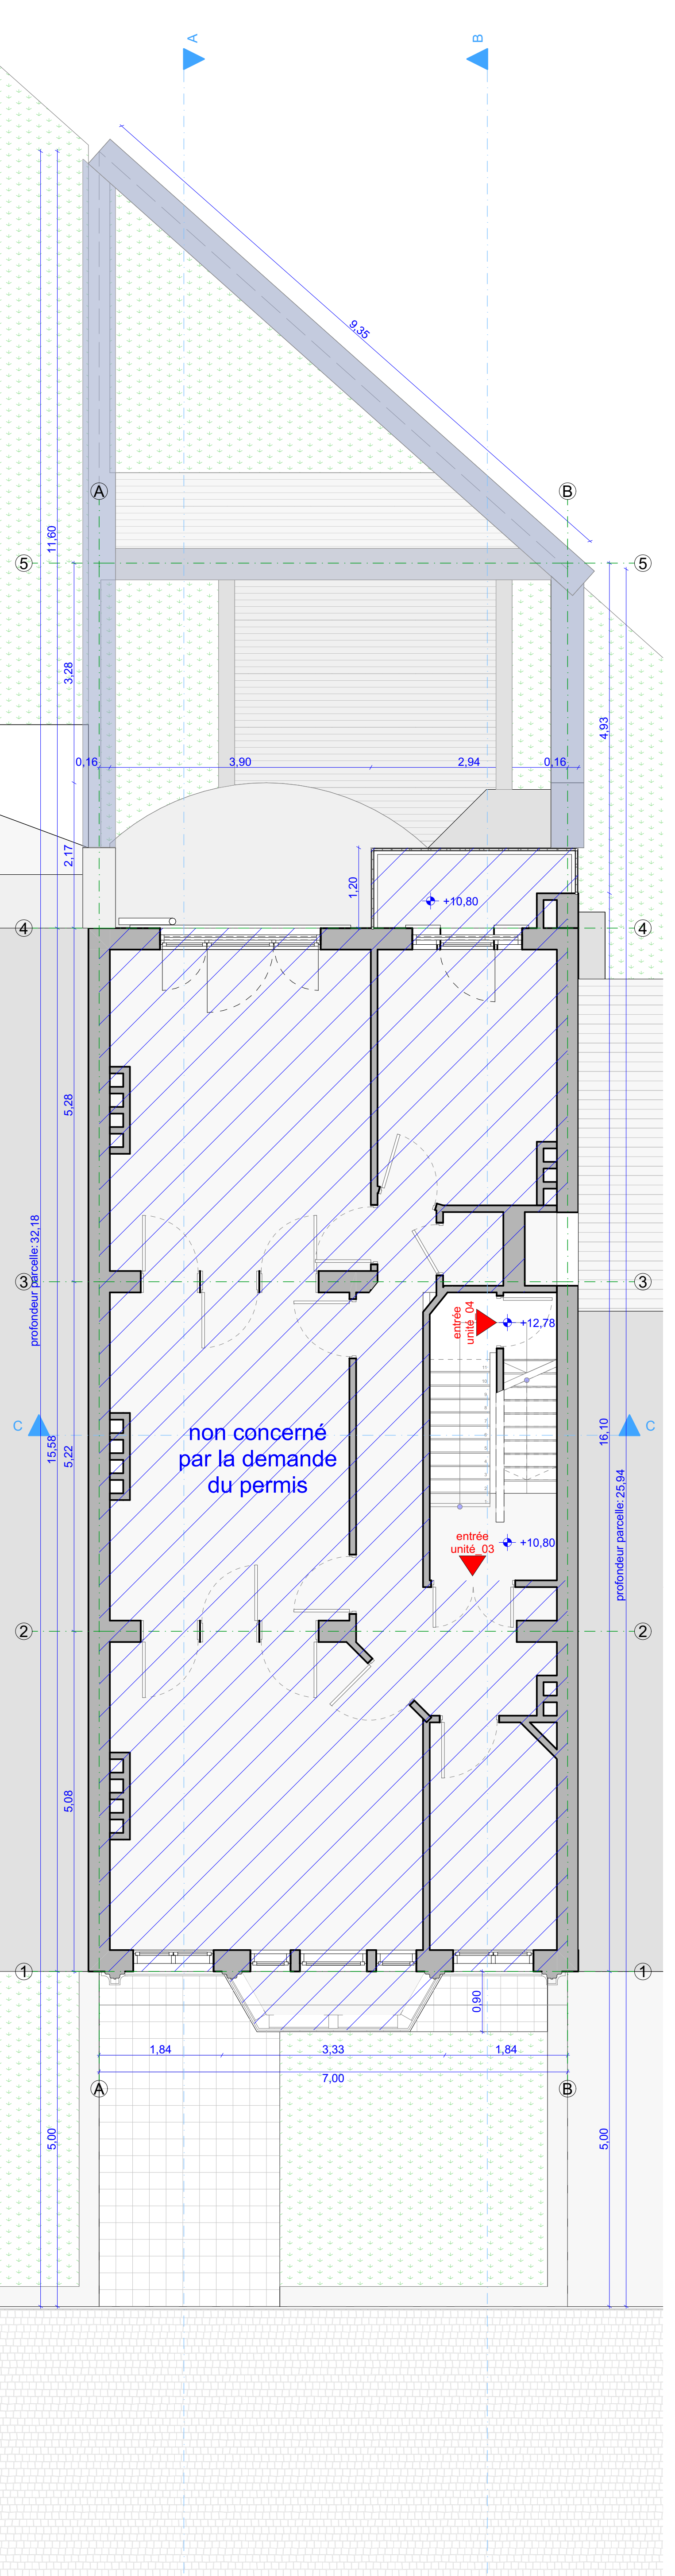 A
B
9,35
A
B
11,60
5
5
3,28
4,93
0,16
3,90
2,94
0,16
2,17
1,20
+10,80
4
4
5,28
profondeur parcelle: 32,18
3
3
entrée
unité_04
+12,78
C
C
non concerné
par la demande
du permis
15,58
5,22
16,10
profondeur parcelle: 25,94
entrée
unité_03
+10,80
2
2
5,08
1
1
0,90
1,84
3,33
1,84
7,00
A
B
5,00
5,00